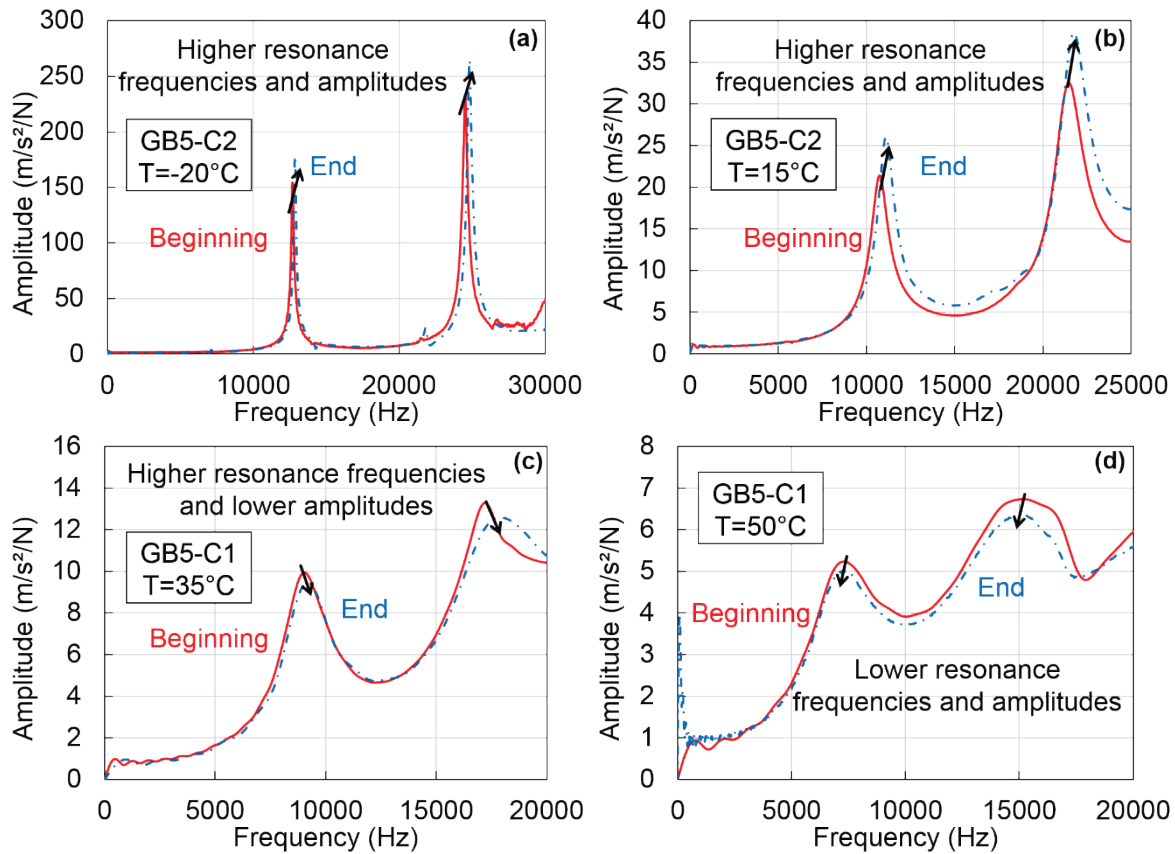 (a)
Higher resonance
frequencies and amplitudes
GB5-C2
T=-20°C
End
Beginning
Amplitude (m/s²/N)
300
250
200
150
100
50
0
0 10000 20000 30000
Frequency (Hz)
(b)
Higher resonance
frequencies and amplitudes
GB5-C2
T=15°C
End
Beginning
Amplitude (m/s²/N)
40
35
30
25
20
15
10
5
0
0 5000 10000 15000 20000 25000
Frequency (Hz)
(c)
Higher resonance frequencies
and lower amplitudes
GB5-C1
T=35°C
End
Beginning
Amplitude (m/s²/N)
16
14
12
10
8
6
4
2
0
0 5000 10000 15000 20000
Frequency (Hz)
(d)
GB5-C1
T=50°C
Beginning
End
Lower resonance
frequencies and amplitudes
Amplitude (m/s²/N)
8
7
6
5
4
3
2
1
0
0 5000 10000 15000 20000
Frequency (Hz)